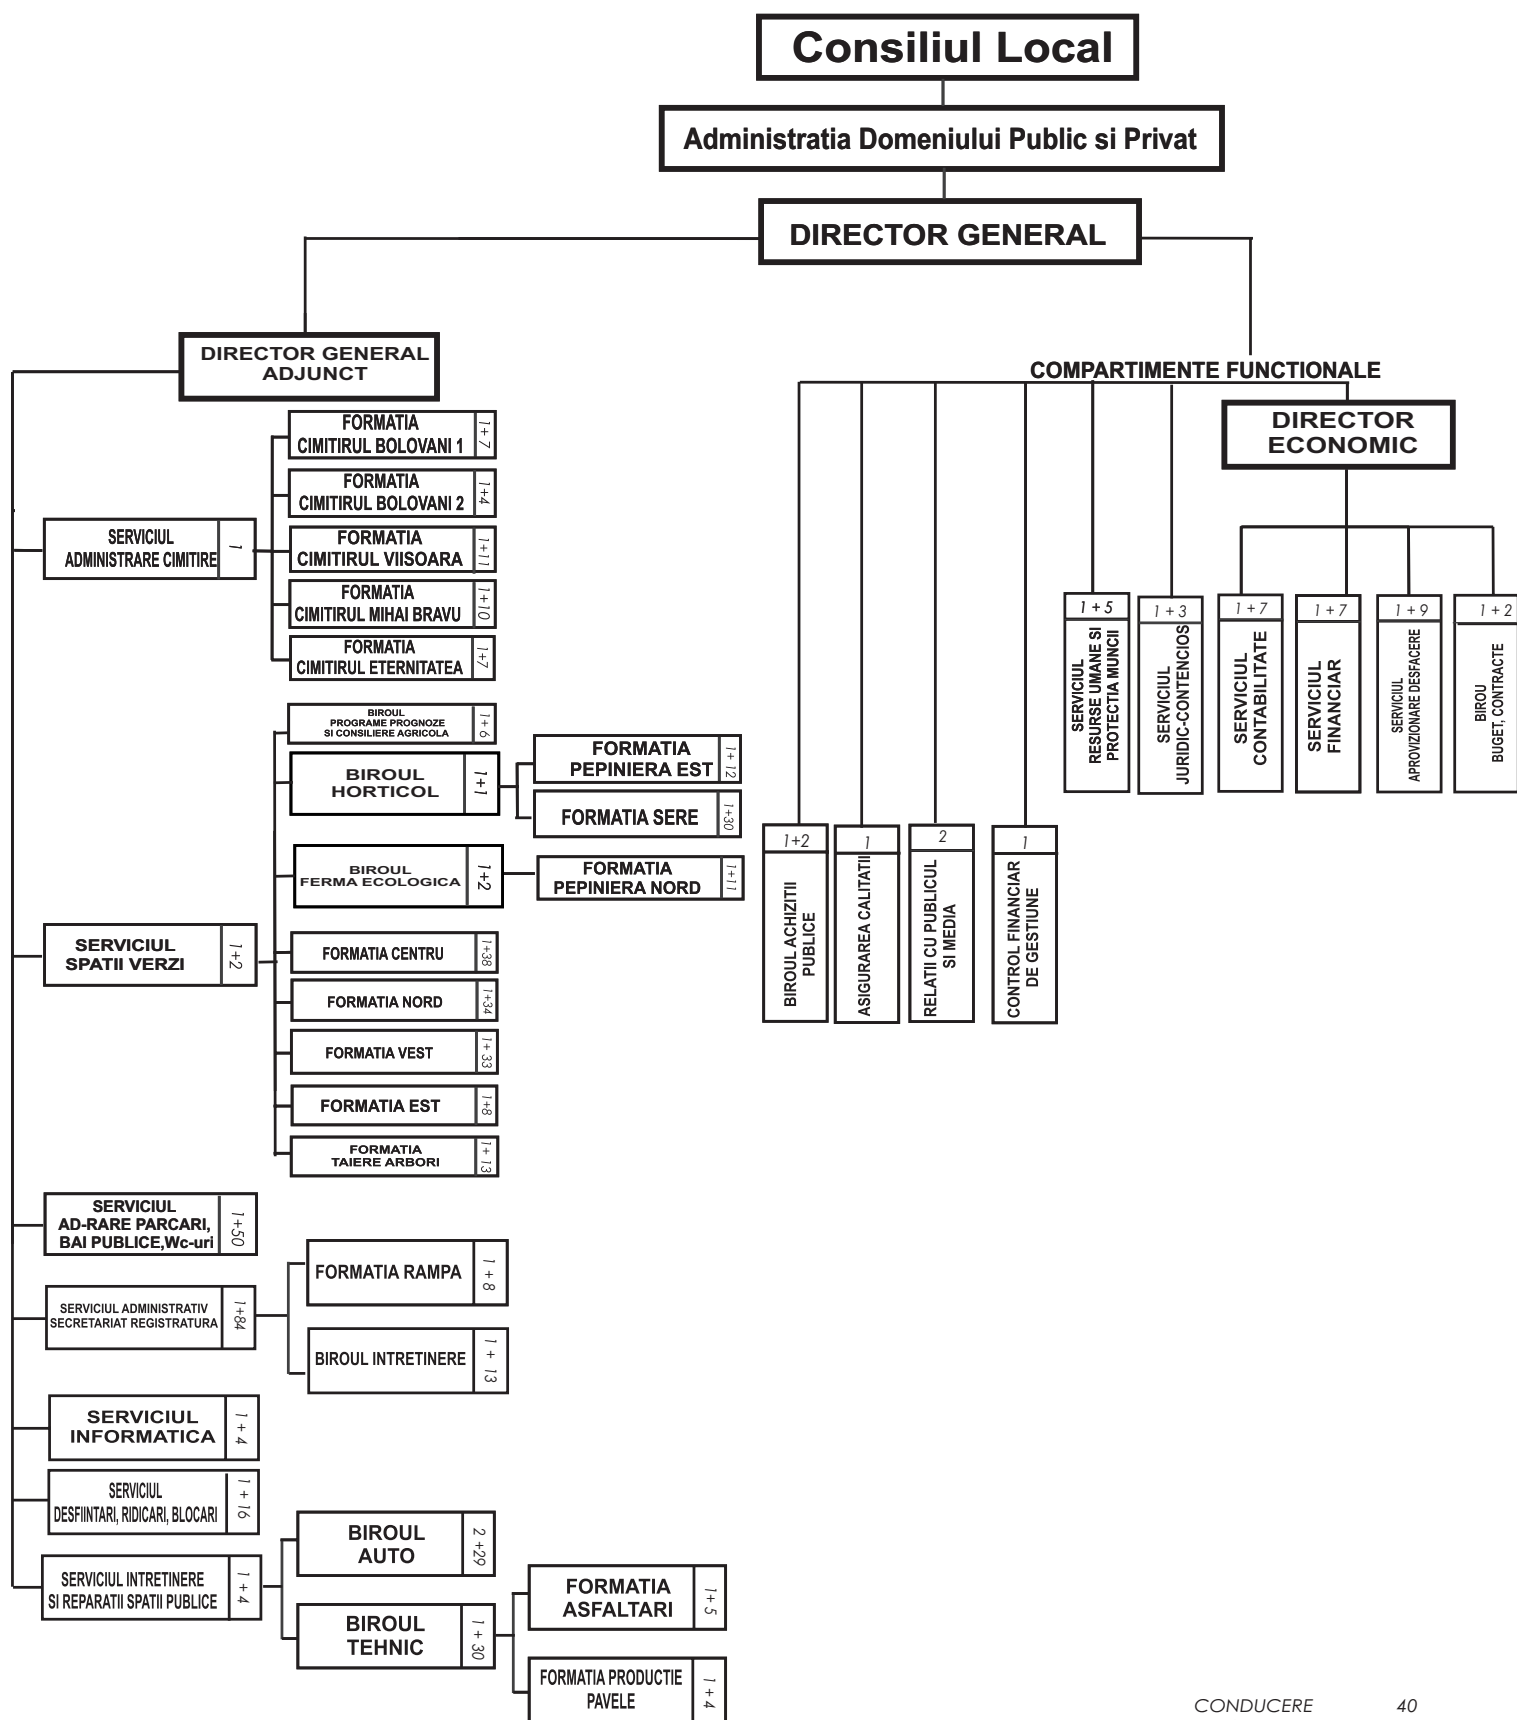 Consiliul Local
Administratia Domeniului Public si Privat
DIRECTOR GENERAL
DIRECTOR GENERAL
ADJUNCT
COMPARTIMENTE FUNCTIONALE
DIRECTOR
ECONOMIC
FORMATIA
CIMITIRUL BOLOVANI 1
1+ 7
FORMATIA
CIMITIRUL BOLOVANI 2
1+4
SERVICIUL
ADMINISTRARE CIMITIRE
1
FORMATIA
CIMITIRUL VIISOARA
1+11
FORMATIA
CIMITIRUL MIHAI BRAVU
1+10
FORMATIA
CIMITIRUL ETERNITATEA
1+7
1 + 5
SERVICIUL
RESURSE UMANE SI
PROTECTIA MUNCII
1 + 3
SERVICIUL
JURIDIC-CONTENCIOS
1 + 7
SERVICIUL
CONTABILITATE
1 + 7
SERVICIUL
FINANCIAR
1 + 9
SERVICIUL
APROVIZIONARE DESFACERE
1 + 2
BIROU
BUGET, CONTRACTE
BIROUL
PROGRAME PROGNOZE
SI CONSILIERE AGRICOLA
1+ 6
BIROUL
HORTICOL
1+1
FORMATIA
PEPINIERA EST
1+ 12
FORMATIA SERE
1+30
BIROUL
FERMA ECOLOGICA
1+2
FORMATIA
PEPINIERA NORD
1+11
1+2
BIROUL ACHIZITII
PUBLICE
1
ASIGURAREA CALITATII
2
RELATII CU PUBLICUL
SI MEDIA
1
CONTROL FINANCIAR
DE GESTIUNE
SERVICIUL
SPATII VERZI
1+2
FORMATIA CENTRU
1+38
FORMATIA NORD
1+34
FORMATIA VEST
1+ 33
FORMATIA EST
1+8
FORMATIA
TAIERE ARBORI
1+ 13
SERVICIUL
AD-RARE PARCARI,
BAI PUBLICE,Wc-uri
1+50
SERVICIUL ADMINISTRATIV
SECRETARIAT REGISTRATURA
1+84
FORMATIA RAMPA
1 + 8
BIROUL INTRETINERE
1 + 13
SERVICIUL
INFORMATICA
1 + 4
SERVICIUL
DESFIINTARI, RIDICARI, BLOCARI
1 + 16
SERVICIUL INTRETINERE
SI REPARATII SPATII PUBLICE
1 + 4
BIROUL
AUTO
2 +29
BIROUL
TEHNIC
1 + 30
FORMATIA
ASFALTARI
1+ 5
FORMATIA PRODUCTIE
PAVELE
1 + 4
CONDUCERE 40